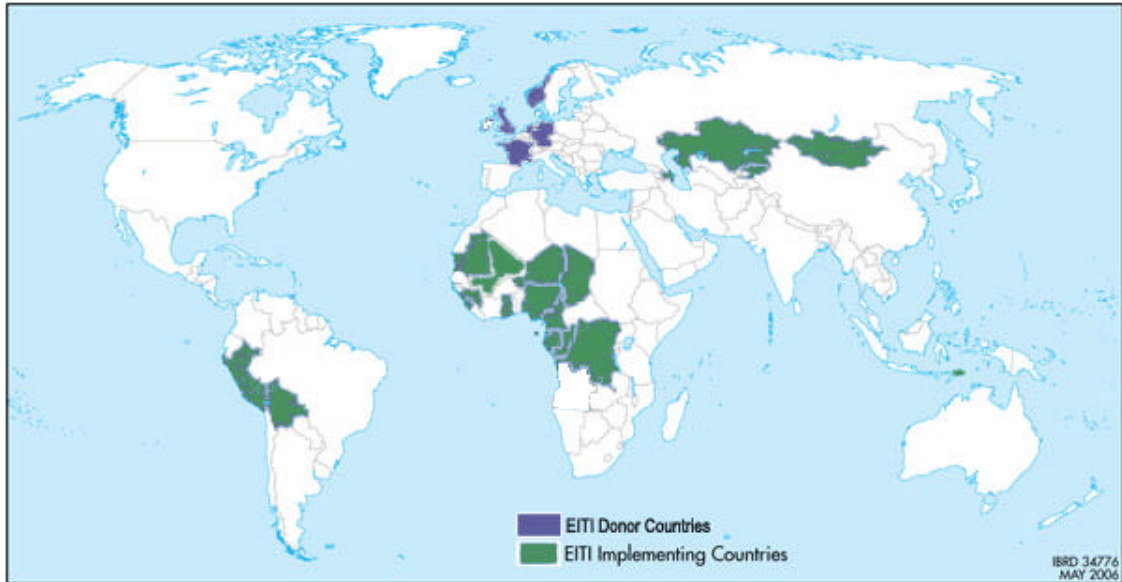 EITI Donor Countries
EITI Implementing Countries
IBRD 34776
MAY 2006